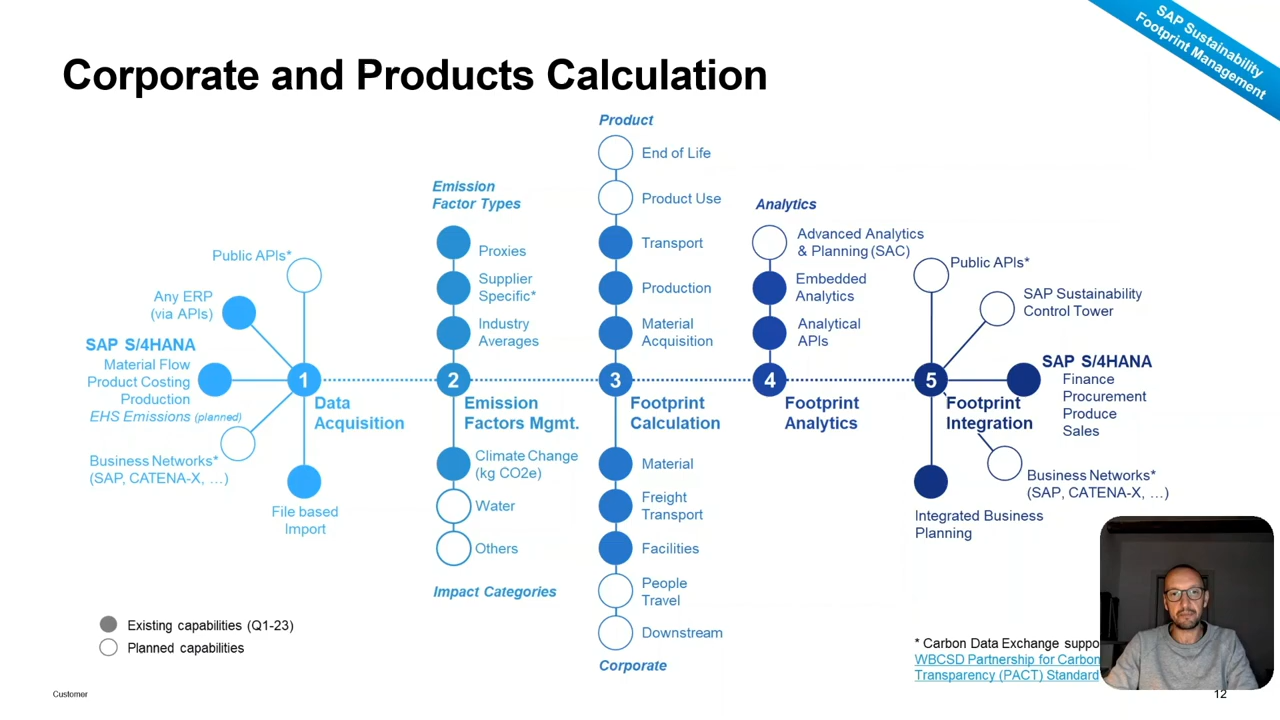 SAP Sustainability
Footprint Management
Corporate and Products Calculation
Product
End of Life
Product Use
Transport
Production
Material
Acquisition
Emission
Factor Types
Proxies
Supplier
Specific*
Industry
Averages
Analytics
Advanced Analytics
& Planning (SAC)
Embedded
Analytics
Analytical
APIs
Public APIs*
Any ERP
(via APIs)
SAP S/4HANA
Material Flow
Product Costing
Production
EHS Emissions (planned)
Business Networks*
(SAP, CATENA-X, …)
File based
Import
1
Data
Acquisition
2
Emission
Factors Mgmt.
3
Footprint
Calculation
4
Footprint
Analytics
5
Footprint
Integration
Public APIs*
SAP Sustainability
Control Tower
SAP S/4HANA
Finance
Procurement
Produce
Sales
Business Networks*
(SAP, CATENA-X, …)
Integrated Business
Planning
Climate Change
(kg CO2e)
Water
Others
Impact Categories
Material
Freight
Transport
Facilities
People
Travel
Downstream
Corporate
Existing capabilities (Q1-23)
Planned capabilities
* Carbon Data Exchange
WBCSD Partnership for Carbon
Transparency (PACT) Standard
Customer
12